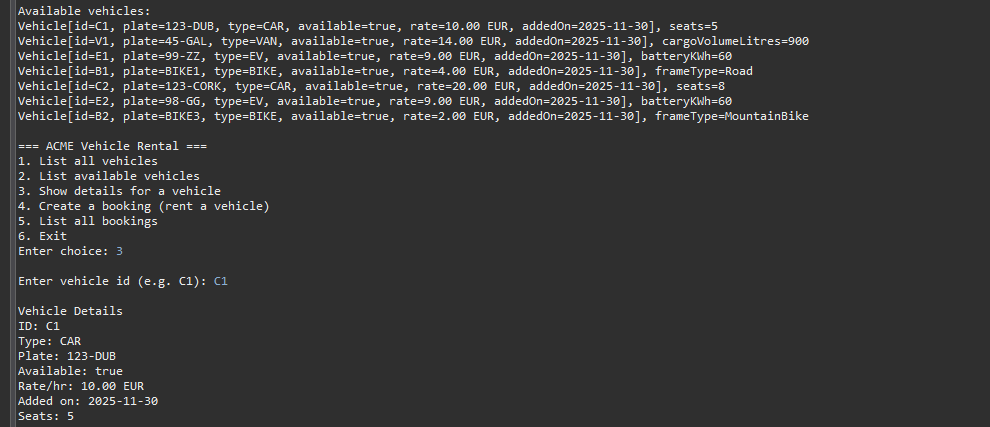 Available vehicles:
Vehicle[id=C1, plate=123-DUB, type=CAR, available=true, rate=10.00 EUR, addedOn=2025-11-30], seats=5
Vehicle[id=V1, plate=45-GAL, type=VAN, available=true, rate=14.00 EUR, addedOn=2025-11-30], cargoVolumeLitres=900
Vehicle[id=E1, plate=99-ZZ, type=EV, available=true, rate=9.00 EUR, addedOn=2025-11-30], batteryKWh=60
Vehicle[id=B1, plate=BIKE1, type=BIKE, available=true, rate=4.00 EUR, addedOn=2025-11-30], frameType=Road
Vehicle[id=C2, plate=123-CORK, type=CAR, available=true, rate=20.00 EUR, addedOn=2025-11-30], seats=8
Vehicle[id=E2, plate=98-GG, type=EV, available=true, rate=9.00 EUR, addedOn=2025-11-30], batteryKWh=60
Vehicle[id=B2, plate=BIKE3, type=BIKE, available=true, rate=2.00 EUR, addedOn=2025-11-30], frameType=MountainBike
=== ACME Vehicle Rental ===
1. List all vehicles
2. List available vehicles
3. Show details for a vehicle
4. Create a booking (rent a vehicle)
5. List all bookings
6. Exit
Enter choice: 3
Enter vehicle id (e.g. C1): C1
Vehicle Details
ID: C1
Type: CAR
Plate: 123-DUB
Available: true
Rate/hr: 10.00 EUR
Added on: 2025-11-30
Seats: 5